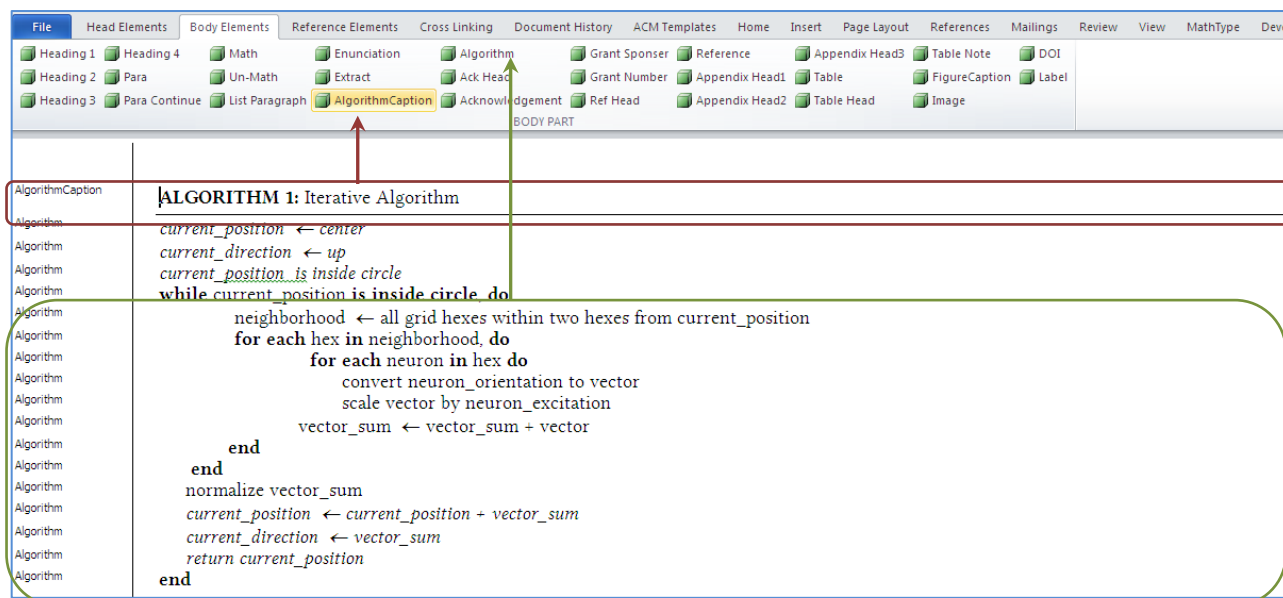 File Head Elements Body Elements Reference Elements Cross Linking Document History ACM Templates Home Insert Page Layout References Mailings Review View MathType Deve
Heading 1 Heading 4 Math Enunciation Algorithm Grant Sponser Reference Appendix Head3 Table Note DOI
Heading 2 Para Un-Math Extract Ack Head Grant Number Appendix Head1 Table FigureCaption Label
Heading 3 Para Continue List Paragraph AlgorithmCaption Acknowledgement Ref Head Appendix Head2 Table Head Image
BODY PART
AlgorithmCaption ALGORITHM 1: Iterative Algorithm
Algorithm current_position ← center
Algorithm current_direction ← up
Algorithm current_position_is inside circle
Algorithm while current_position is inside circle, do
Algorithm neighborhood ← all grid hexes within two hexes from current_position
Algorithm for each hex in neighborhood, do
Algorithm for each neuron in hex do
Algorithm convert neuron_orientation to vector
Algorithm scale vector by neuron_excitation
Algorithm vector_sum ← vector_sum + vector
Algorithm end
Algorithm end
Algorithm normalize vector_sum
Algorithm current_position ← current_position + vector_sum
Algorithm current_direction ← vector_sum
Algorithm return current_position
Algorithm end